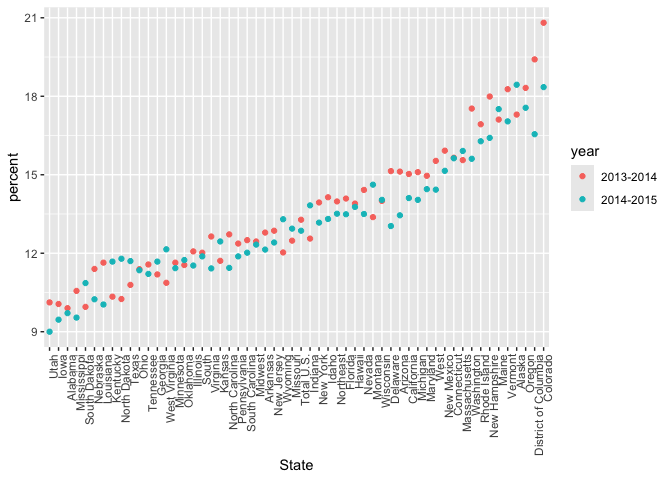 21
18
15
12
9
percent
Utah
Iowa
Alabama
Mississippi
South Dakota
Nebraska
Louisiana
Kentucky
North Dakota
Texas
Ohio
Tennessee
Georgia
West Virginia
Minnesota
Oklahoma
Illinois
South
Virginia
Kansas
North Carolina
Pennsylvania
South Carolina
Midwest
Arkansas
New Jersey
Wyoming
Missouri
Total U.S.
Indiana
New York
Idaho
Northeast
Florida
Hawaii
Nevada
Montana
Wisconsin
Delaware
Arizona
California
Michigan
Maryland
West
New Mexico
Connecticut
Massachusetts
Washington
Rhode Island
New Hampshire
Maine
Vermont
Alaska
Oregon
District of Columbia
Colorado
State
year
2013-2014
2014-2015